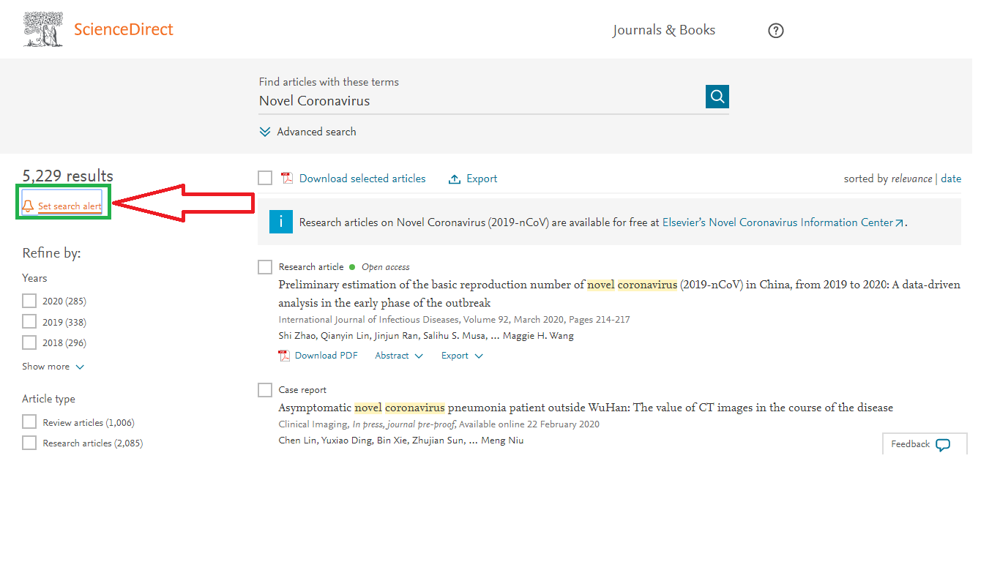 ScienceDirect
Journals & Books
?
Find articles with these terms
Novel Coronavirus
Advanced search
5,229 results
Set search alert
Refine by:
Years
2020 (285)
2019 (338)
2018 (296)
Show more
Article type
Review articles (1,006)
Research articles (2,085)
Download selected articles
Export
sorted by relevance | date
i
Research articles on Novel Coronavirus (2019-nCoV) are available for free at Elsevier's Novel Coronavirus Information Center.
Research article
Open access
Preliminary estimation of the basic reproduction number of novel coronavirus (2019-nCoV) in China, from 2019 to 2020: A data-driven
analysis in the early phase of the outbreak
International Journal of Infectious Diseases, Volume 92, March 2020, Pages 214-217
Shi Zhao, Qianyin Lin, Jinjun Ran, Salihu S. Musa, ... Maggie H. Wang
Download PDF
Abstract
Export
Case report
Asymptomatic novel coronavirus pneumonia patient outside WuHan: The value of CT images in the course of the disease
Clinical Imaging, In press, journal pre-proof, Available online 22 February 2020
Chen Lin, Yuxiao Ding, Bin Xie, Zhujian Sun, ... Meng Niu
Feedback